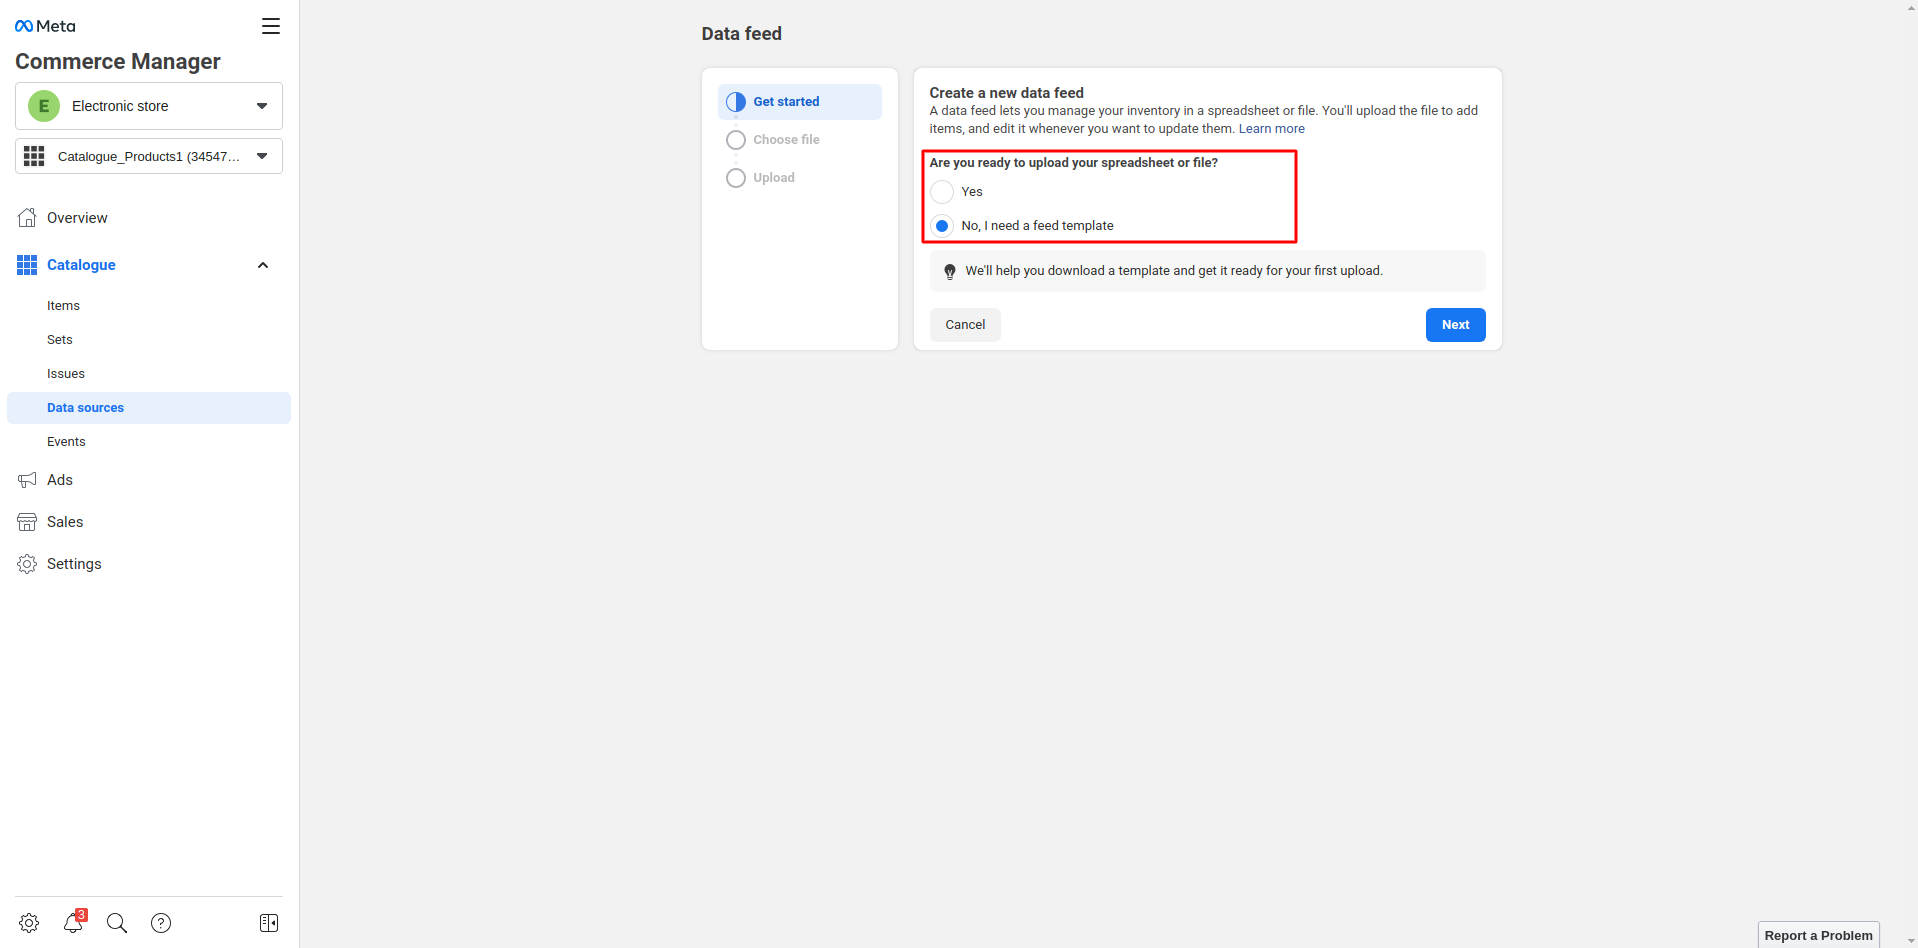 Meta
Commerce Manager
E
Electronic store
Catalogue_Products1 (34547...
Overview
Catalogue
Items
Sets
Issues
Data sources
Events
Ads
Sales
Settings
3
?
Data feed
Get started
Choose file
Upload
Create a new data feed
A data feed lets you manage your inventory in a spreadsheet or file. You'll upload the file to add
items, and edit it whenever you want to update them. Learn more
Are you ready to upload your spreadsheet or file?
Yes
No, I need a feed template
We'll help you download a template and get it ready for your first upload.
Cancel
Next
Report a Problem